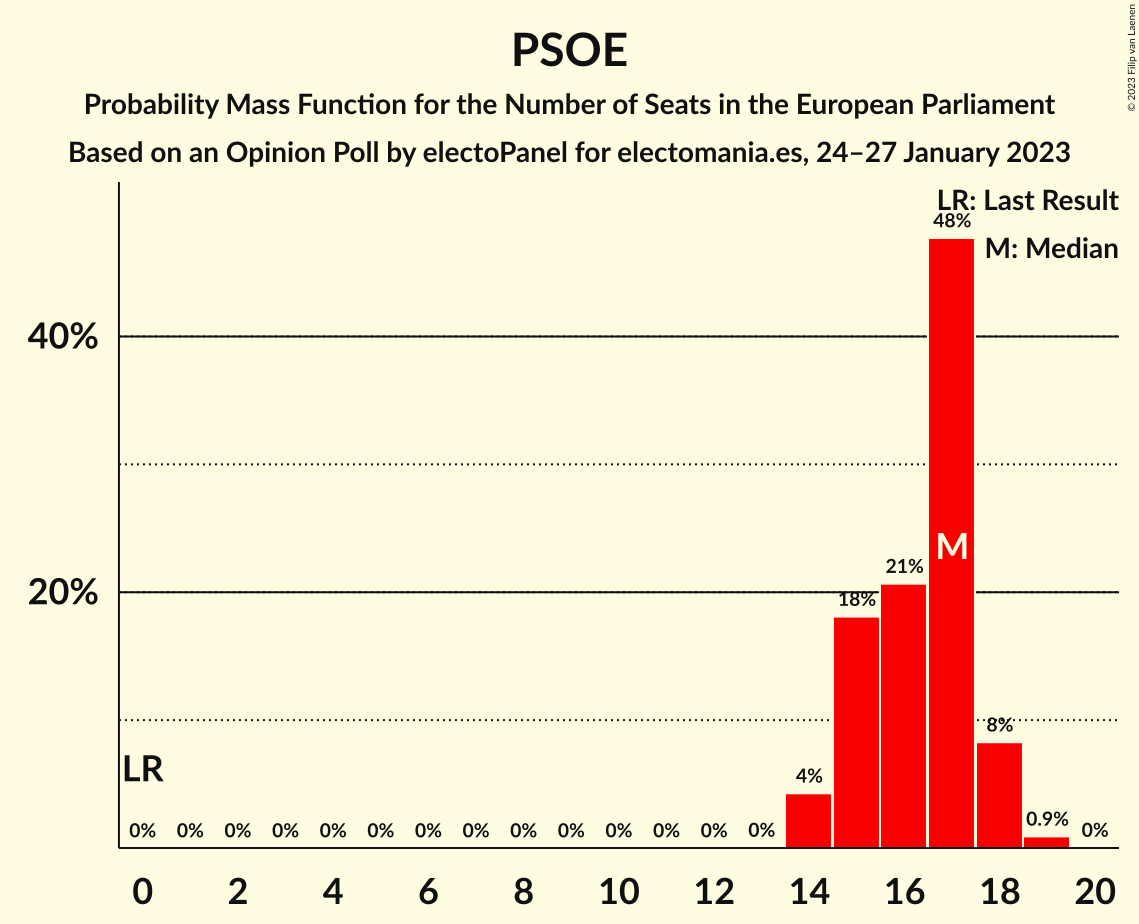 PSOE
Probability Mass Function for the Number of Seats in the European Parliament
Based on an Opinion Poll by electoPanel for electomania.es, 24–27 January 2023
© 2023 Filip van Laenen
LR: Last Result
M: Median
48%
40%
M
21%
20%
18%
8%
LR
4%
0% 0% 0% 0% 0% 0% 0% 0% 0% 0% 0% 0% 0% 0% 0.9% 0%
0 2 4 6 8 10 12 14 16 18 20